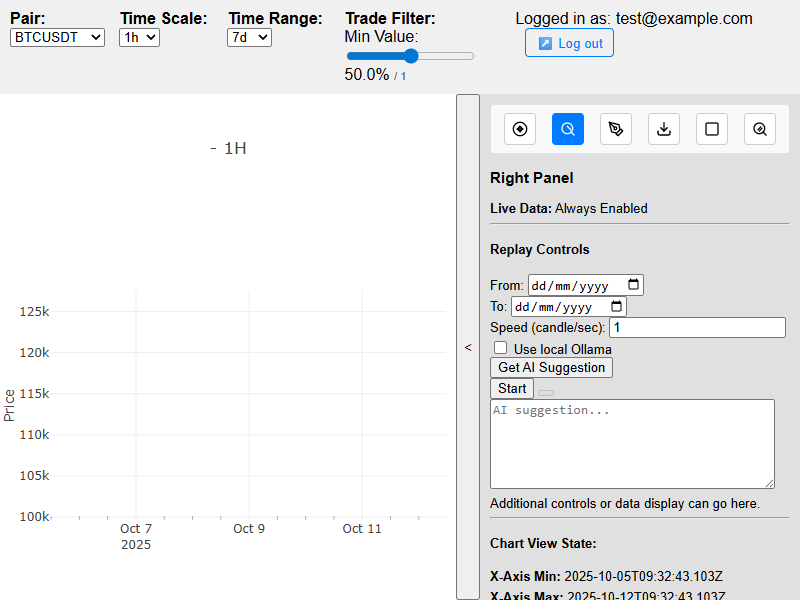 Pair:
BTCUSDT
Time Scale:
1h
Time Range:
7d
Trade Filter:
Min Value:
50.0% / 1
Logged in as: test@example.com
Log out
- 1H
Price
125k
120k
115k
110k
105k
100k
Oct 7
2025
Oct 9
Oct 11
<
Right Panel
Live Data: Always Enabled
Replay Controls
From: dd/mm/yyyy
To: dd/mm/yyyy
Speed (candle/sec): 1
Use local Ollama
Get AI Suggestion
Start
AI suggestion...
Additional controls or data display can go here.
Chart View State:
X-Axis Min: 2025-10-05T09:32:43.103Z
X-Axis Max: 2025-10-12T09:32:43.103Z